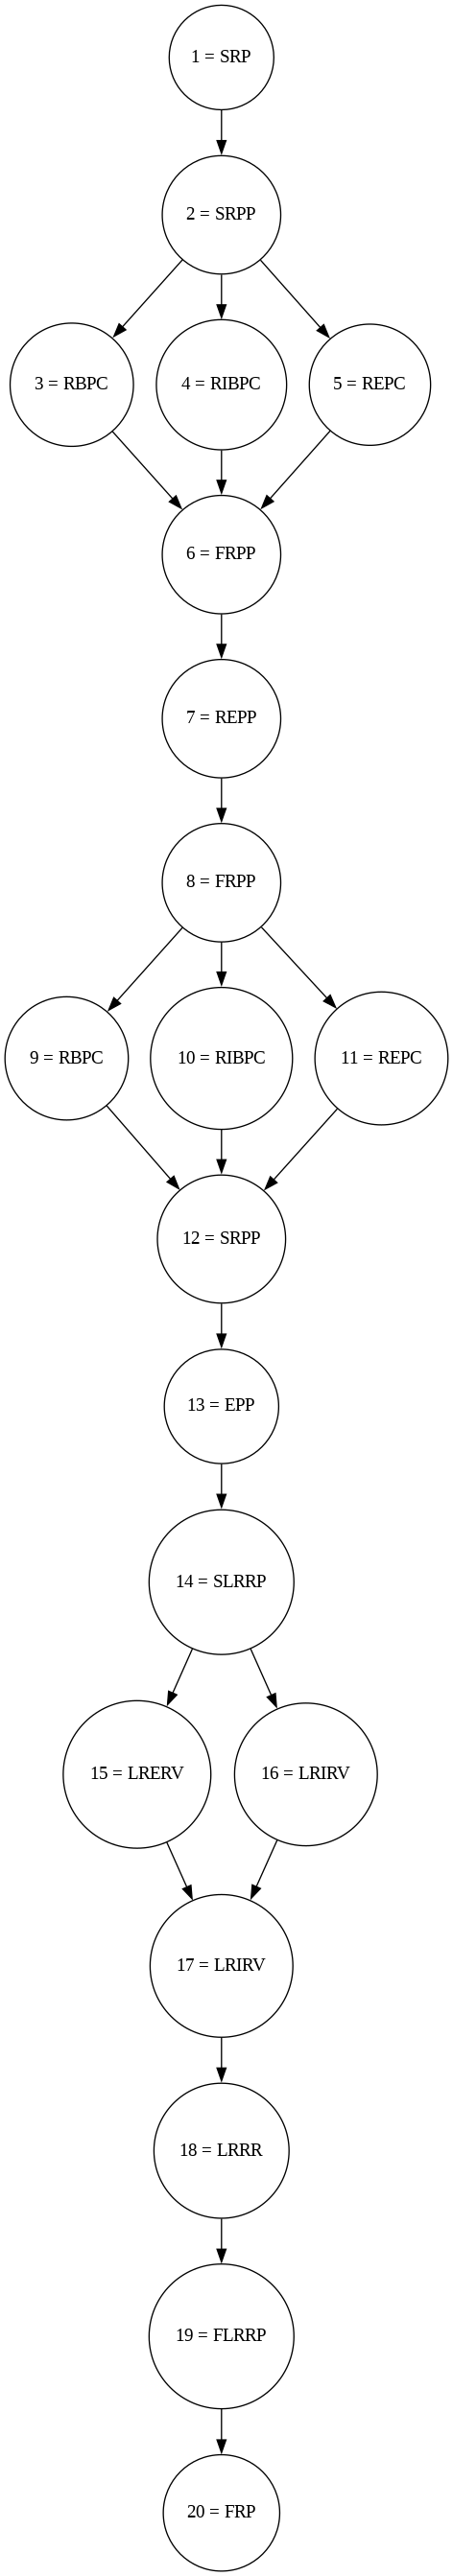 1 = SRP
2 = SRPP
3 = RBPC
4 = RIBPC
5 = REPC
6 = FRPP
7 = REPP
8 = FRPP
9 = RBPC
10 = RIBPC
11 = REPC
12 = SRPP
13 = EPP
14 = SLRRP
15 = LRERV
16 = LRIRV
17 = LRIRV
18 = LRRR
19 = FLRRP
20 = FRP